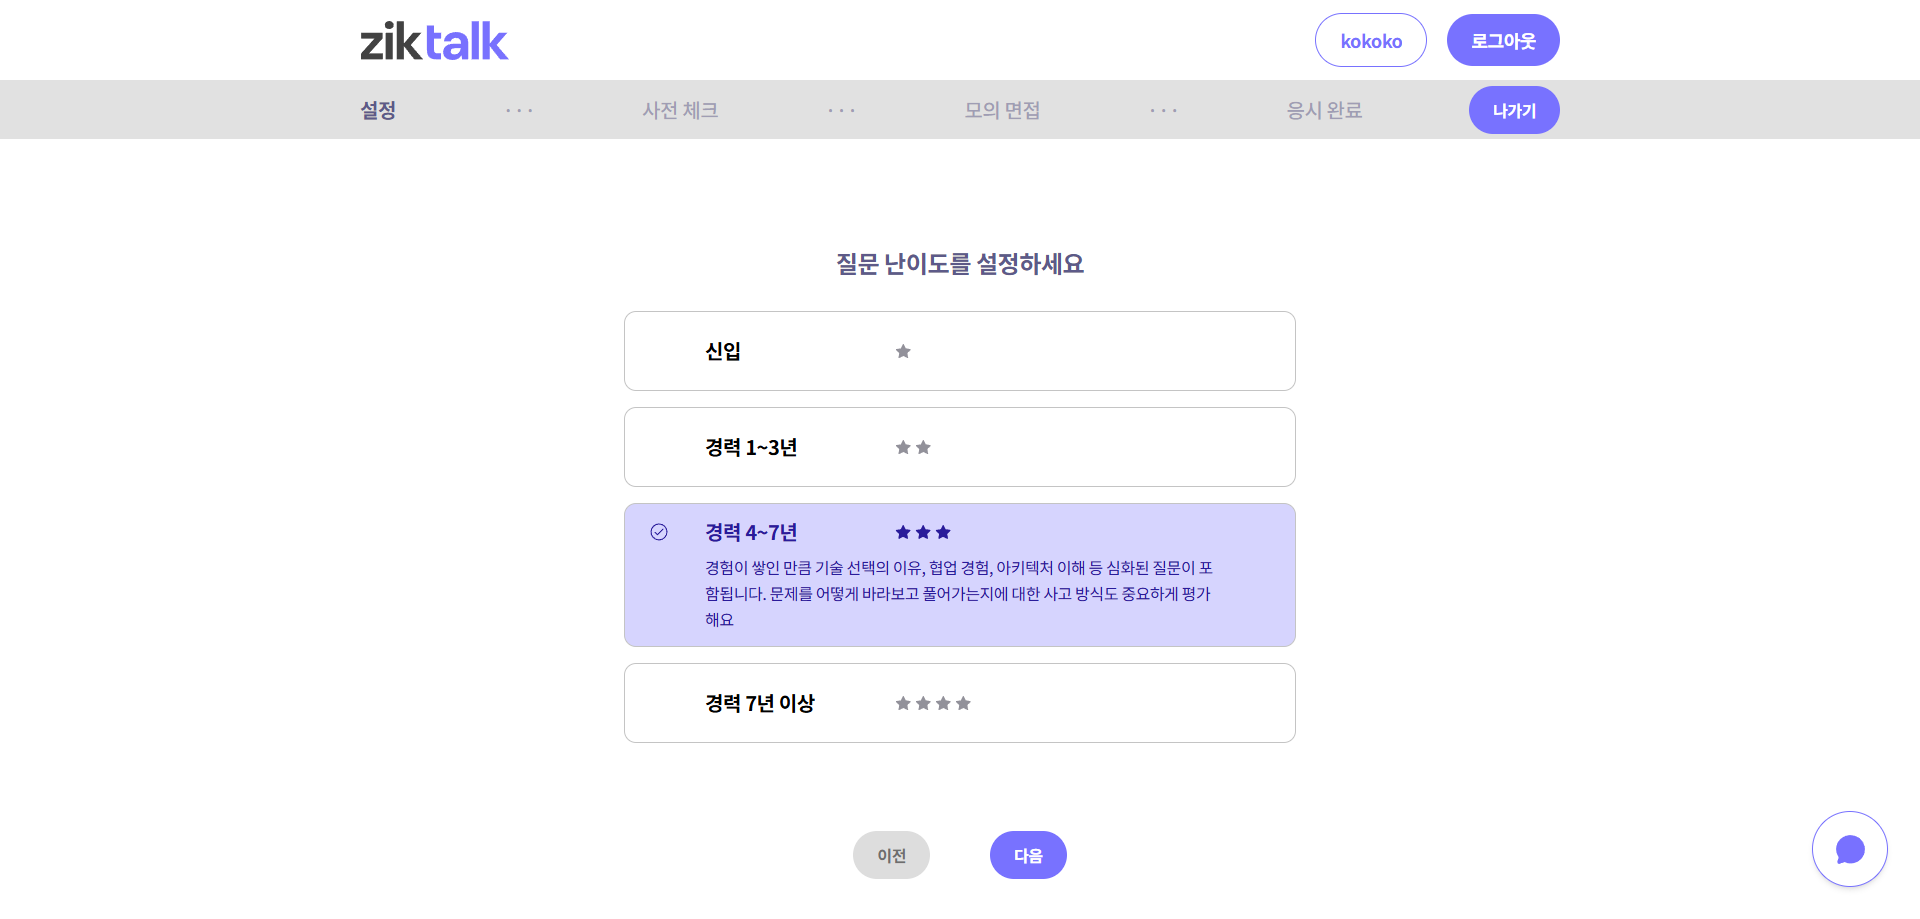 ziktalk
kokoko
로그아웃
설정 ··· 사전 체크 ··· 모의 면접 ··· 응시 완료 나가기
질문 난이도를 설정하세요
신입
경력 1~3년
경력 4~7년
경험이 쌓인 만큼 기술 선택의 이유, 협업 경험, 아키텍처 이해 등 심화된 질문이 포
함됩니다. 문제를 어떻게 바라보고 풀어가는지에 대한 사고 방식도 중요하게 평가
해요
경력 7년 이상
이전
다음